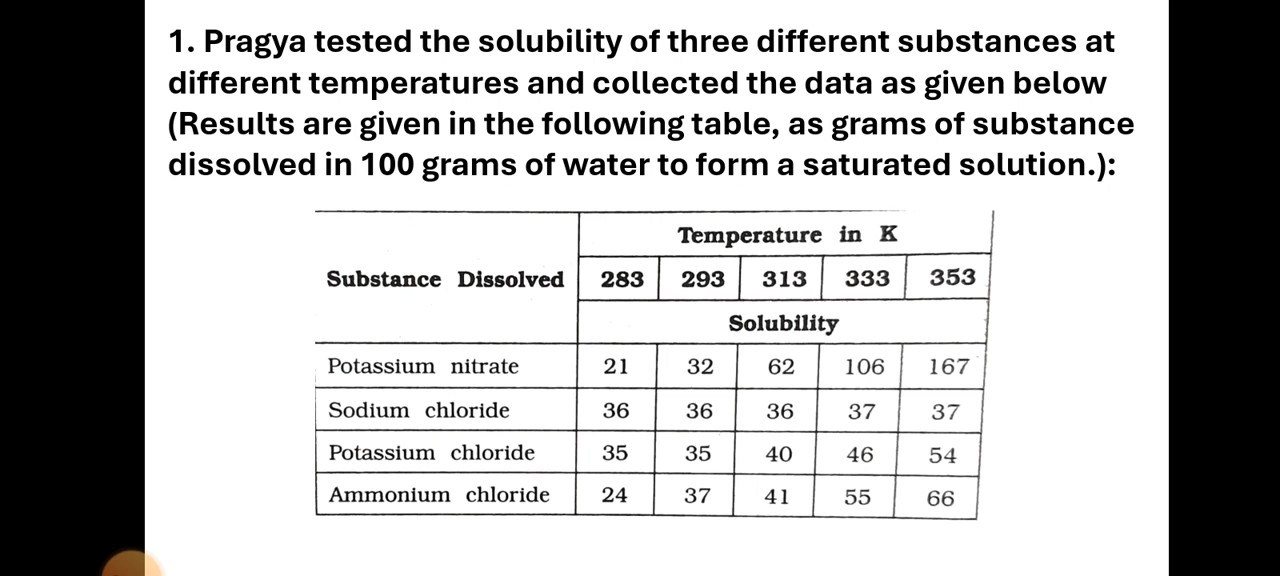 1. Pragya tested the solubility of three different substances at
different temperatures and collected the data as given below
(Results are given in the following table, as grams of substance
dissolved in 100 grams of water to form a saturated solution.):
Temperature in K
Substance Dissolved 283 293 313 333 353
Solubility
Potassium nitrate 21 32 62 106 167
Sodium chloride 36 36 36 37 37
Potassium chloride 35 35 40 46 54
Ammonium chloride 24 37 41 55 66